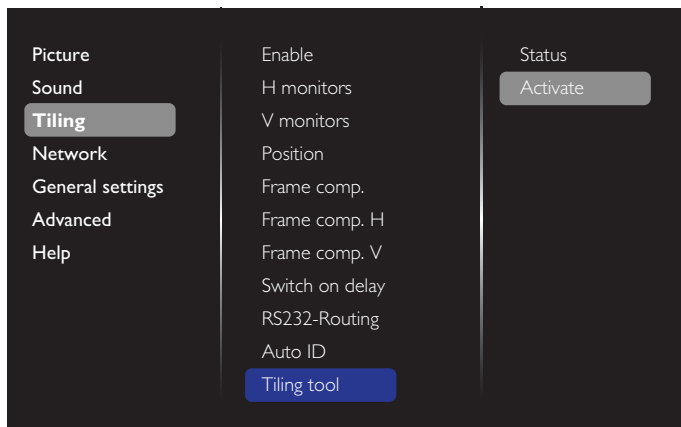 Picture
Sound
Tiling
Network
General settings
Advanced
Help
Enable
H monitors
V monitors
Position
Frame comp.
Frame comp. H
Frame comp. V
Switch on delay
RS232-Routing
Auto ID
Tiling tool
Status
Activate